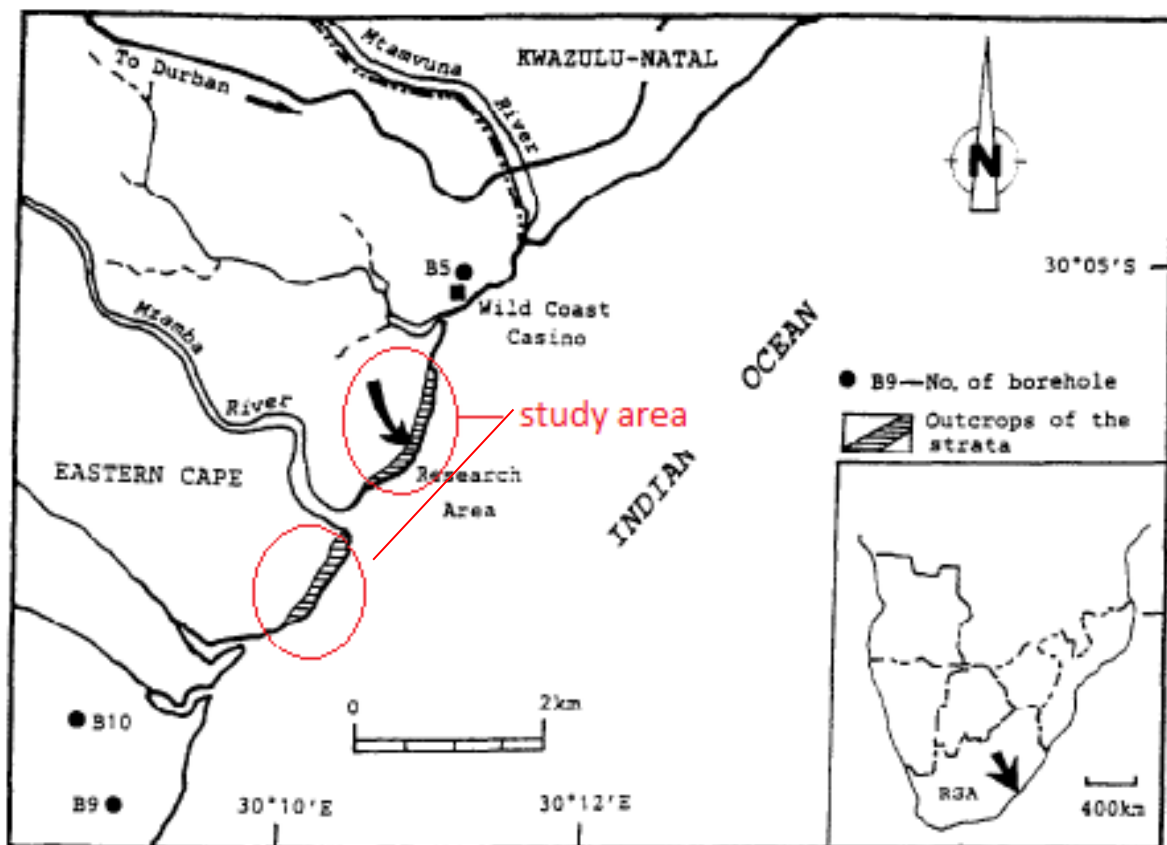 KWAZULU-NATAL
Mtamvuna
River
To Durban
N
30°05'S
B5
Wild Coast
Casino
Mzamba
River
INDIAN OCEAN
B9—No. of borehole
Outcrops of the
strata
study area
EASTERN CAPE
Research
Area
0 2km
B10
B9
30°10'E
30°12'E
RSA
400km